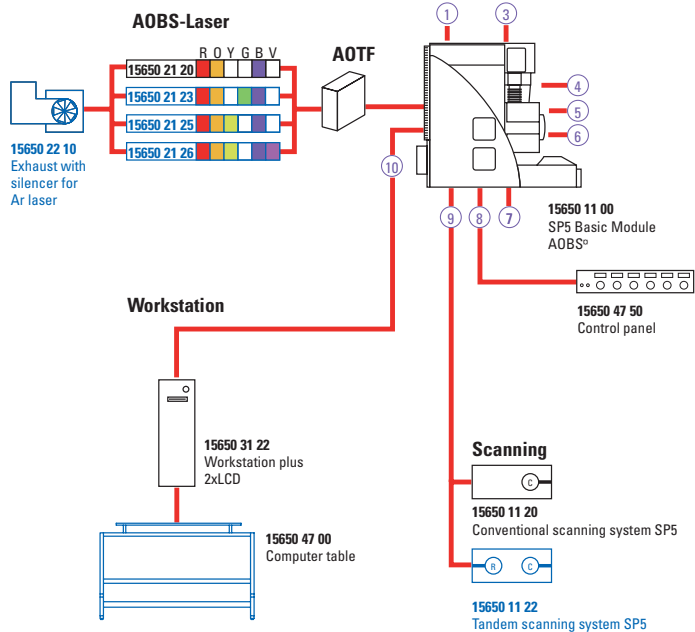 AOBS-Laser
R O Y G B V
AOTF
15650 21 20
15650 21 23
15650 21 25
15650 21 26
15650 22 10
Exhaust with
silencer for
Ar laser
1
3
4
5
6
10
9
8
7
15650 11 00
SP5 Basic Module
AOBS®
15650 47 50
Control panel
Workstation
15650 31 22
Workstation plus
2xLCD
15650 47 00
Computer table
Scanning
C
15650 11 20
Conventional scanning system SP5
R C
15650 11 22
Tandem scanning system SP5